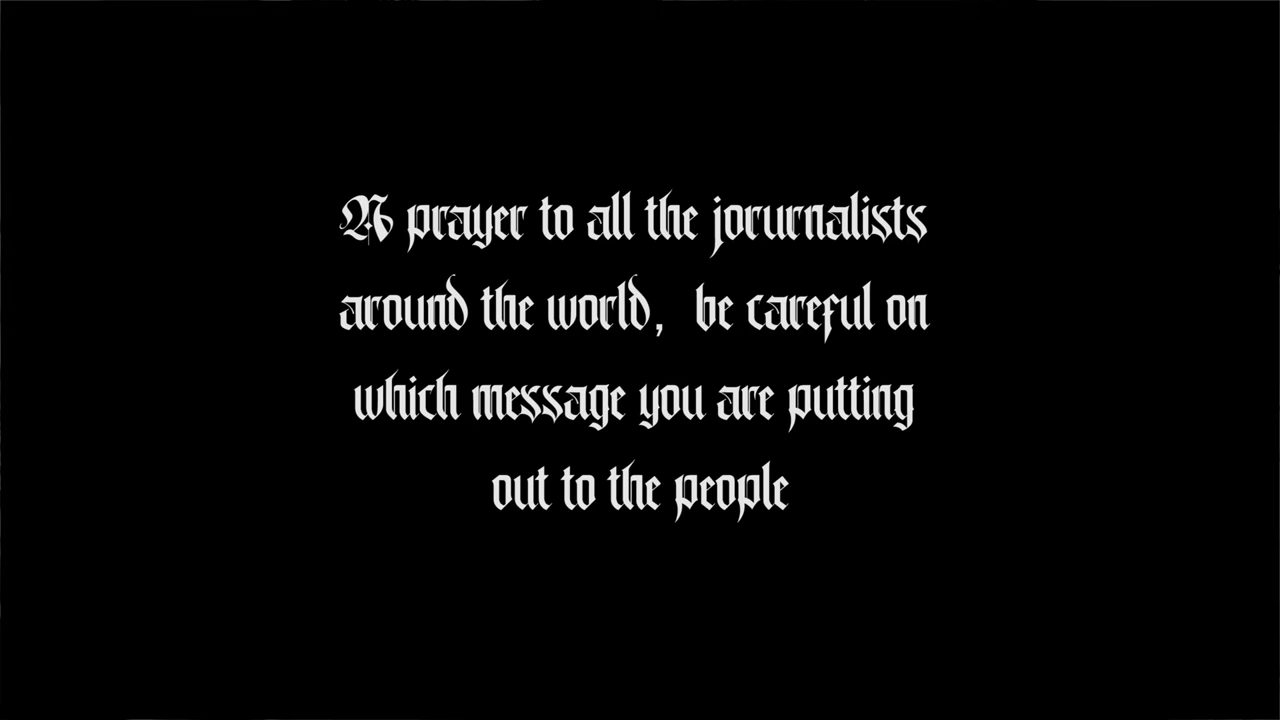 A prayer to all the jorurnalists
around the world, be careful on
which message you are putting
out to the people